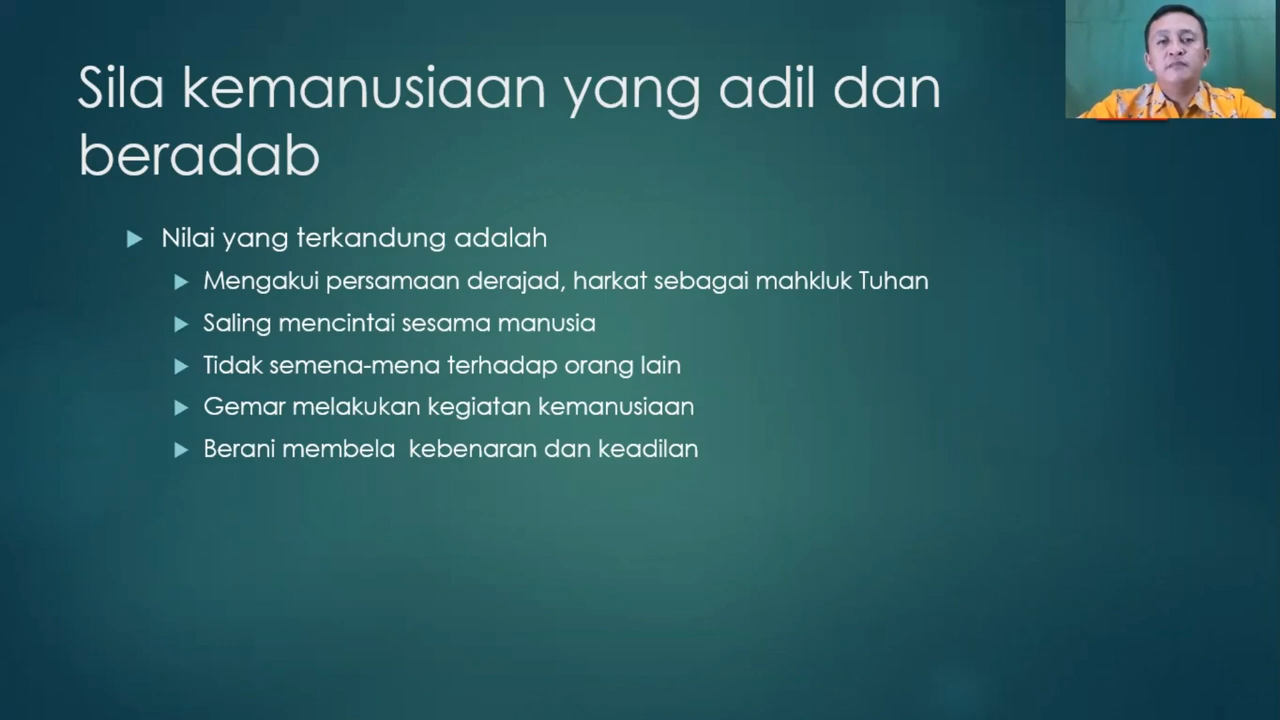 Sila kemanusiaan yang adil dan
beradab
Nilai yang terkandung adalah
Mengakui persamaan derajad, harkat sebagai mahkluk Tuhan
Saling mencintai sesama manusia
Tidak semena-mena terhadap orang lain
Gemar melakukan kegiatan kemanusiaan
Berani membela  kebenaran dan keadilan